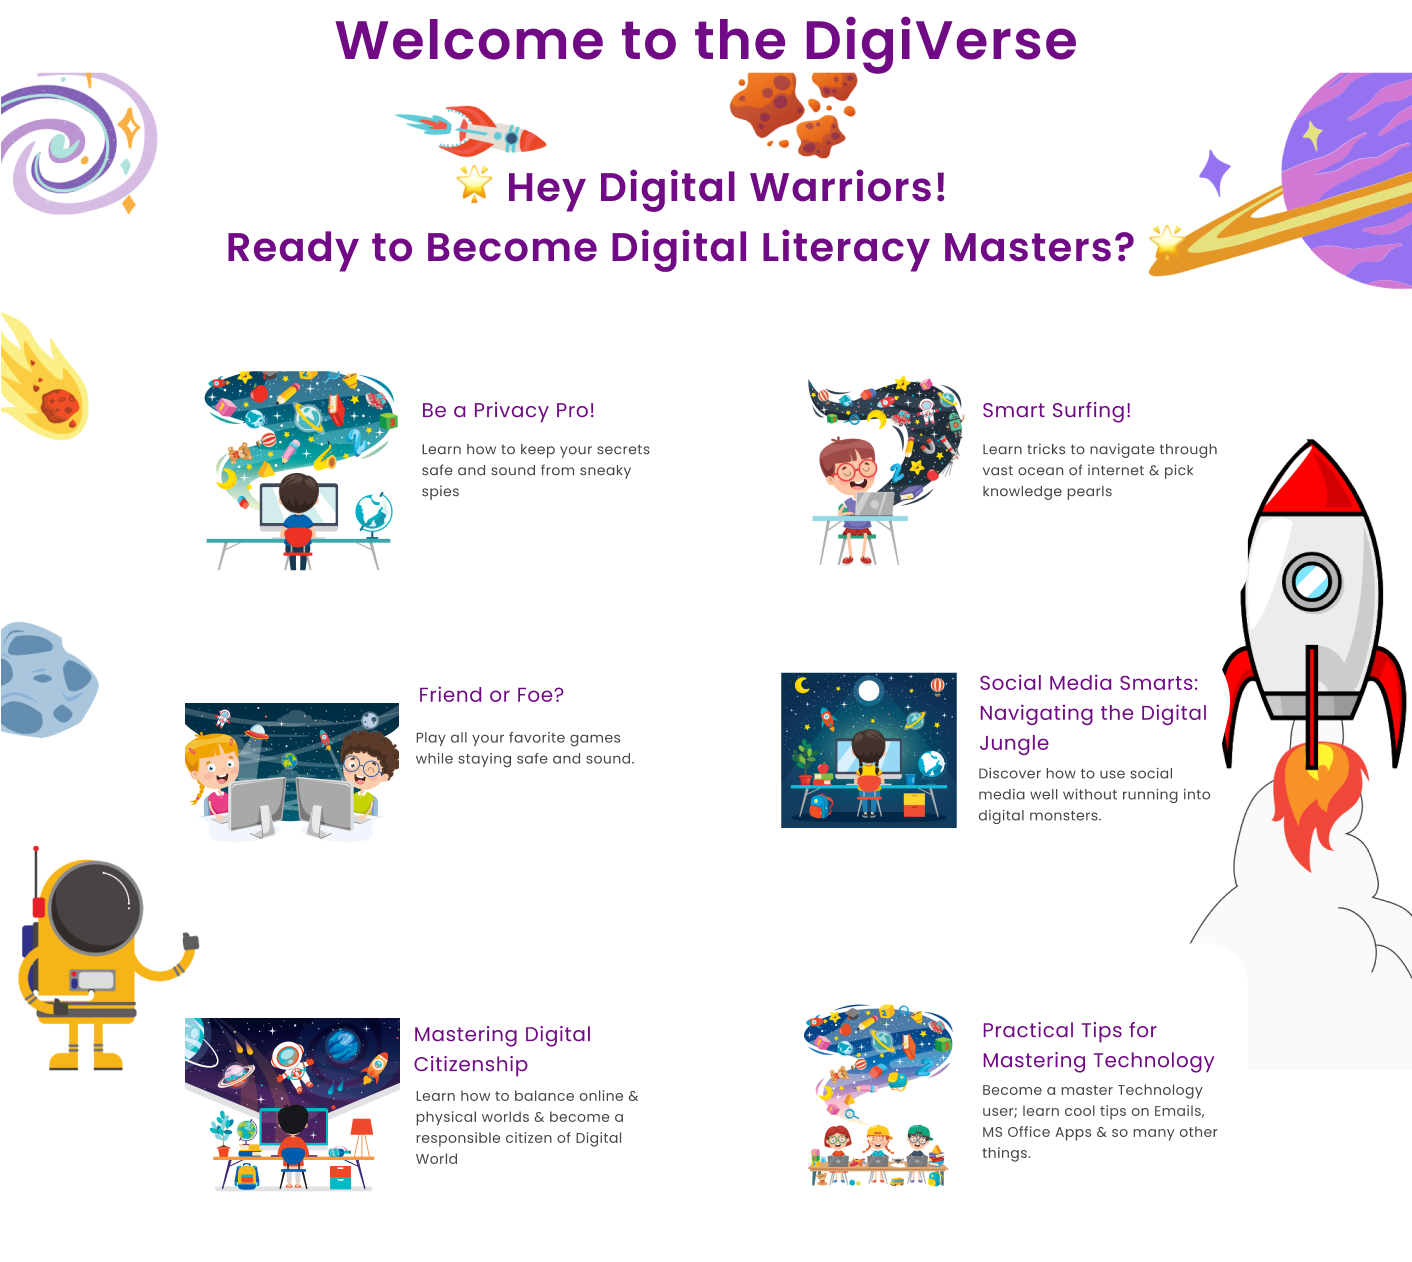 Welcome to the DigiVerse
🌟 Hey Digital Warriors!
Ready to Become Digital Literacy Masters? 🌟
Be a Privacy Pro!
Learn how to keep your secrets
safe and sound from sneaky
spies
Smart Surfing!
Learn tricks to navigate through
vast ocean of internet & pick
knowledge pearls
Friend or Foe?
Play all your favorite games
while staying safe and sound.
Social Media Smarts:
Navigating the Digital
Jungle
Discover how to use social
media well without running into
digital monsters.
Mastering Digital
Citizenship
Learn how to balance online &
physical worlds & become a
responsible citizen of Digital
World
Practical Tips for
Mastering Technology
Become a master Technology
user; learn cool tips on Emails,
MS Office Apps & so many other
things.